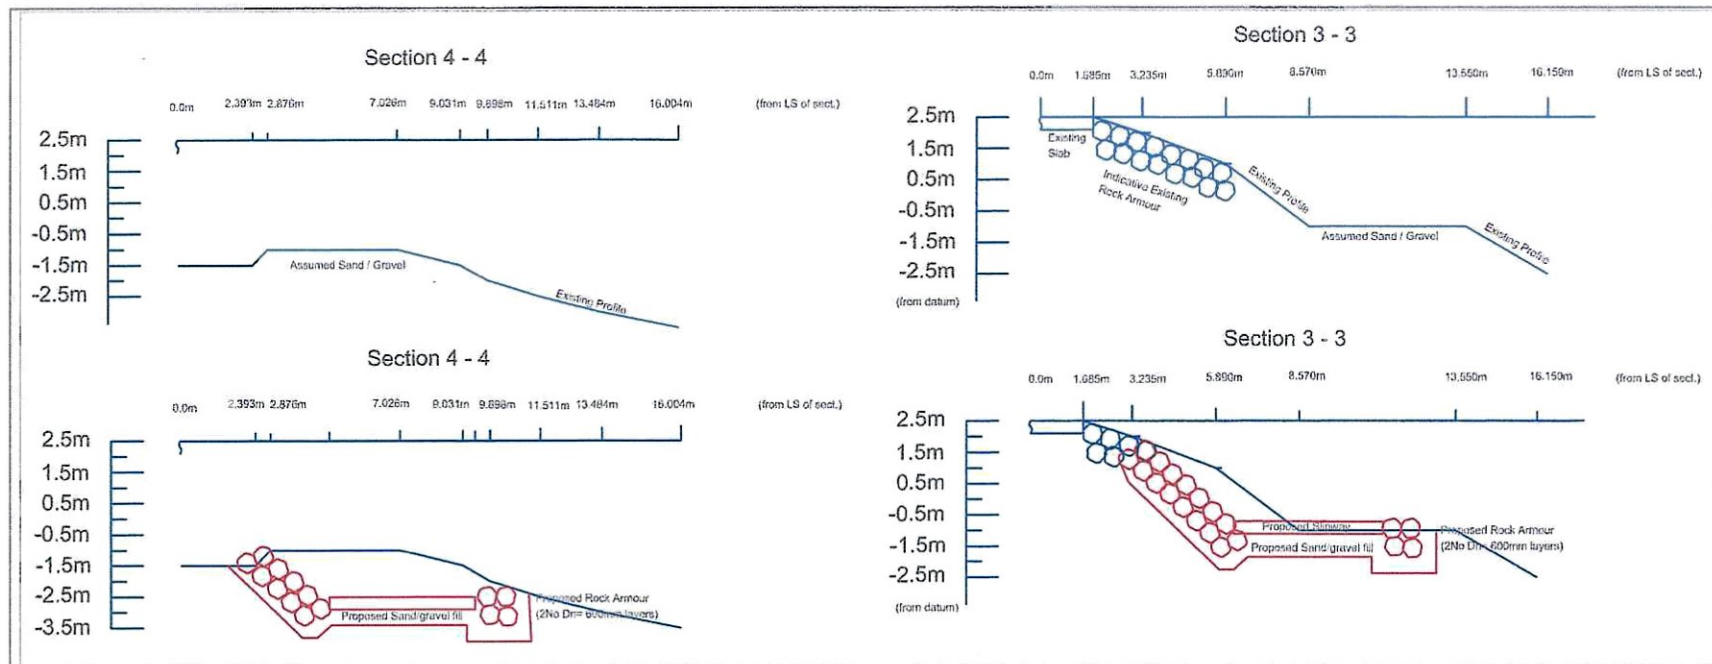 Section 4 - 4
0.0m 2.393m 2.876m 7.026m 9.031m 9.898m 11.511m 13.484m 16.004m (from LS of sect.)
2.5m
1.5m
0.5m
-0.5m
-1.5m
-2.5m
Assumed Sand / Gravel
Existing Profile
Section 3 - 3
0.0m 1.685m 3.235m 5.890m 8.570m 13.550m 16.150m (from LS of sect.)
2.5m
1.5m
0.5m
-0.5m
-1.5m
-2.5m
(from datum)
Existing
Slab
Indicative Existing
Rock Armour
Existing Profile
Assumed Sand / Gravel
Existing Profile
Section 4 - 4
0.0m 2.393m 2.876m 7.026m 9.031m 9.898m 11.511m 13.484m 16.004m (from LS of sect.)
2.5m
1.5m
0.5m
-0.5m
-1.5m
-2.5m
-3.5m
Proposed Sand/gravel fill
Proposed Rock Armour
(2No Dn= 600mm layers)
Section 3 - 3
0.0m 1.685m 3.235m 5.890m 8.570m 13.550m 16.150m (from LS of sect.)
2.5m
1.5m
0.5m
-0.5m
-1.5m
-2.5m
(from datum)
Proposed Slipway
Proposed Sand/gravel fill
Proposed Rock Armour
(2No Dn= 600mm layers)